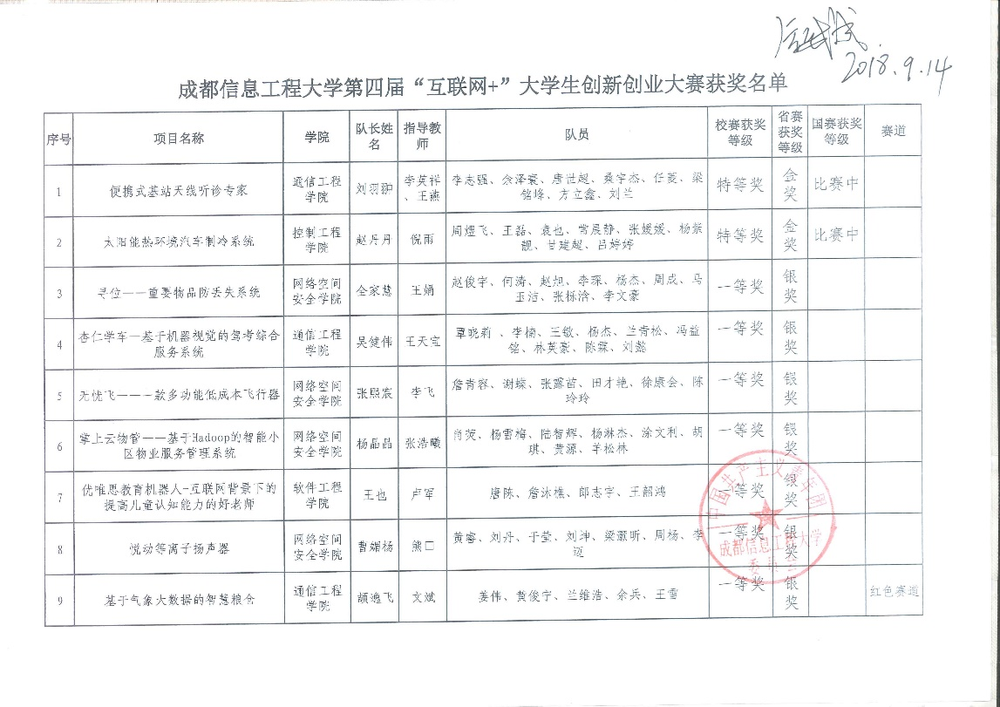 2018.9.14
成都信息工程大学第四届“互联网+”大学生创新创业大赛获奖名单
序号 项目名称 学院 队长姓名 指导教师 队员 校赛获奖等级 省赛获奖等级 国赛获奖等级 赛道
1 便携式基站天线听诊专家 通信工程学院 刘羽翀 李英祥、王燕 李志强、余泽寰、唐世超、桑宇杰、任菱、梁铭峰、方立鑫、刘兰 特等奖 金奖 比赛中
2 太阳能热环境汽车制冷系统 控制工程学院 赵丹丹 倪雨 周煜飞、王磊、袁也、常晨静、张媛媛、杨紫靓、甘建超、吕婷婷 特等奖 金奖 比赛中
3 寻位——重要物品防丢失系统 网络空间安全学院 全家慧 王娟 赵俊宇、何涛、赵旭、李琛、杨杰、周成、马玉洁、张栎浛、李文豪 一等奖 银奖
4 杏仁学车—基于机器视觉的驾考综合服务系统 通信工程学院 吴健伟 王天宝 覃晓莉 、李楠、王敏、杨杰、兰青松、冯益铭、林英豪、陈霖、刘懿 一等奖 银奖
5 无忧飞——一款多功能低成本飞行器 网络空间安全学院 张熙宸 李飞 詹青容、谢蝾、张露苗、田才艳、徐康会、陈玲玲 一等奖 银奖
6 掌上云物管——基于Hadoop的智能小区物业服务管理系统 网络空间安全学院 杨晶晶 张浩曦 肖荧、杨雪梅、陆智辉、杨淋杰、涂文利、胡琪、黄源、羊松林 一等奖 银奖
7 优唯思教育机器人-互联网背景下的提高儿童认知能力的好老师 软件工程学院 王也 卢军 唐陈、詹泳樵、郎志宇、王韶鸿 一等奖 银奖
8 悦动等离子扬声器 网络空间安全学院 曹媚杨 熊□ 黄睿、刘丹、于莹、刘坤、梁灏昕、周杨、李迈 一等奖 银奖
9 基于气象大数据的智慧粮仓 通信工程学院 颉逸飞 文斌 姜伟、黄俊宇、兰维浩、余兵、王雪 一等奖 银奖 红色赛道
中国共产主义青年团
成都信息工程大学
委员会